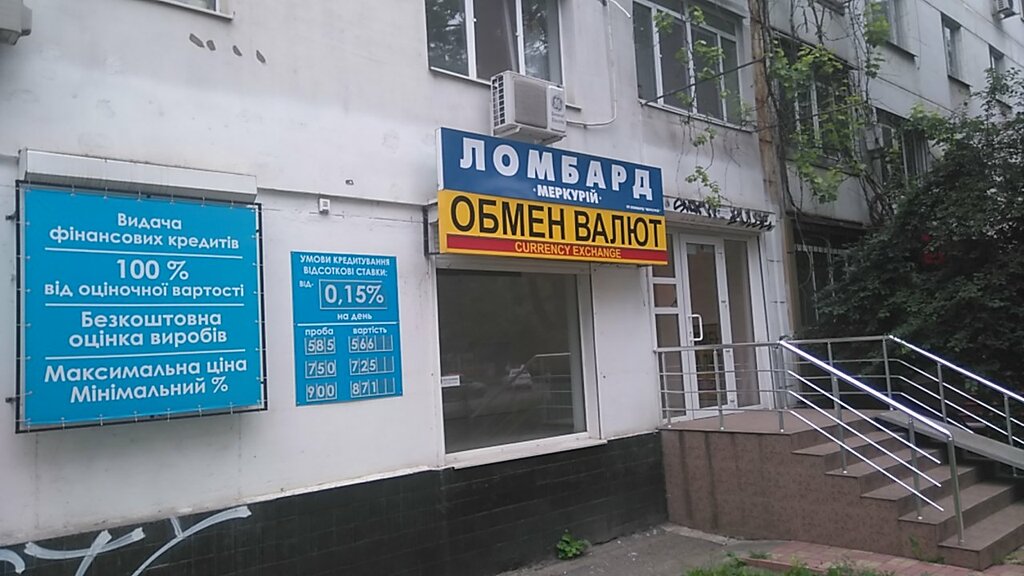 Видача
фінансових кредитів
100 %
від оціночної вартості
Безкоштовна
оцінка виробів
Максимальна ціна
Мінімальний %
УМОВИ КРЕДИТУВАННЯ
ВІДСОТКОВІ СТАВКИ:
ВІД- 0,15%
на день
проба вартість
585 566
750 725
900 871
ЛОМБАРД
·МЕРКУРІЙ·
ОБМЕН ВАЛЮТ
CURRENCY EXCHANGE